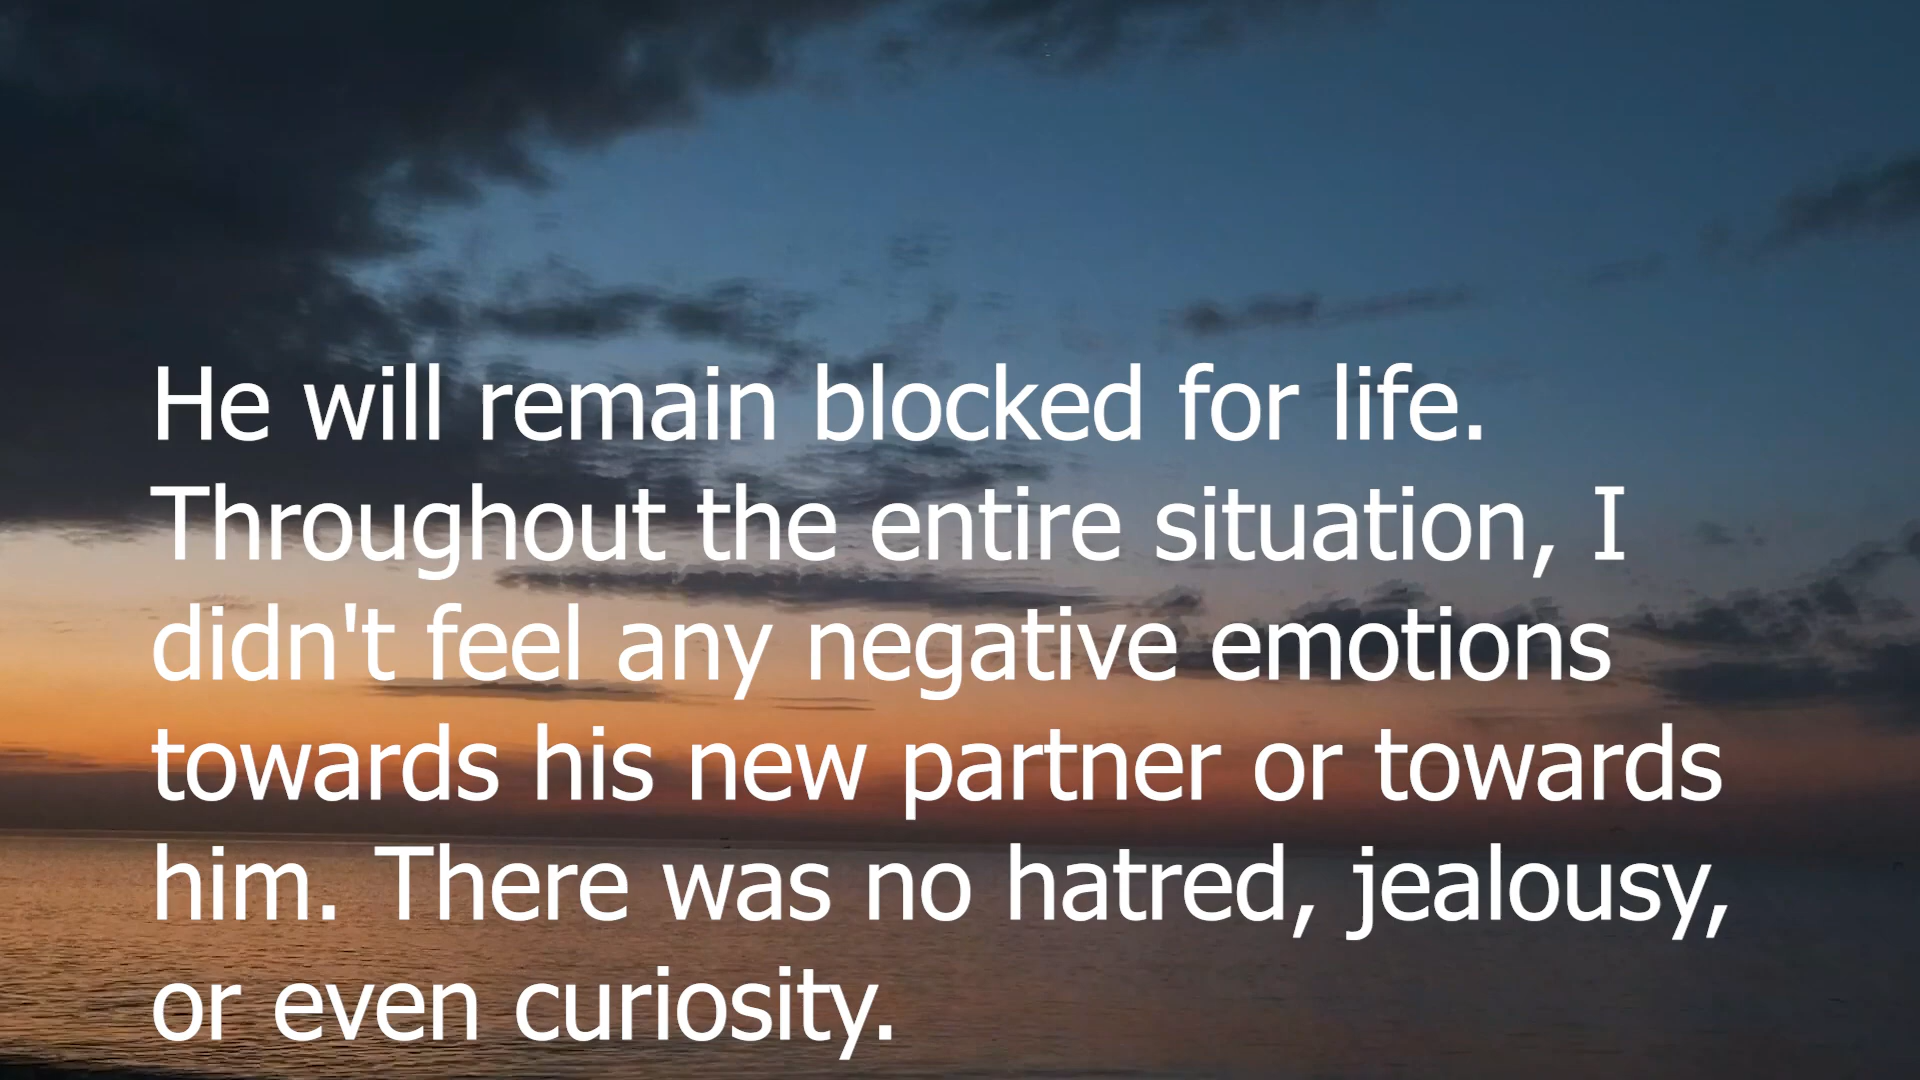 He will remain blocked for life.
Throughout the entire situation, I
didn't feel any negative emotions
towards his new partner or towards
him. There was no hatred, jealousy,
or even curiosity.